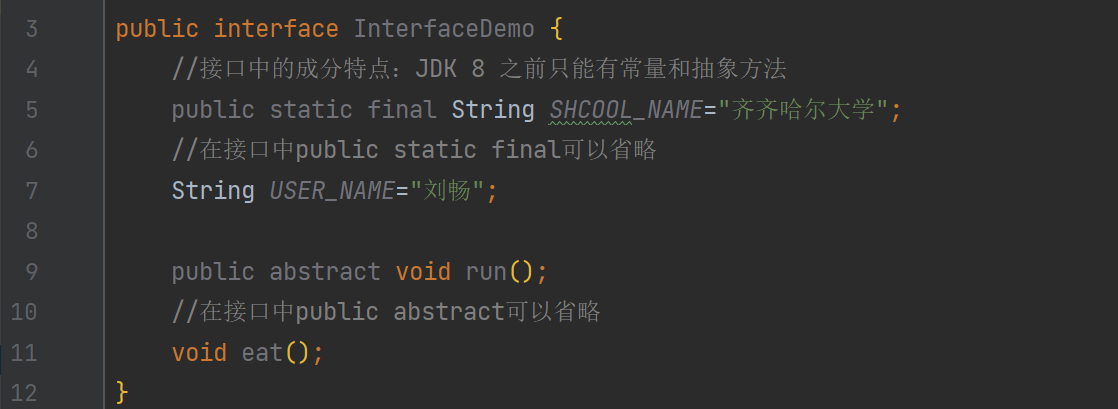 3 public interface InterfaceDemo {
4 //接口中的成分特点：JDK 8 之前只能有常量和抽象方法
5 public static final String SHCOOL_NAME="齐齐哈尔大学";
6 //在接口中public static final可以省略
7 String USER_NAME="刘畅";
8
9 public abstract void run();
10 //在接口中public abstract可以省略
11 void eat();
12 }